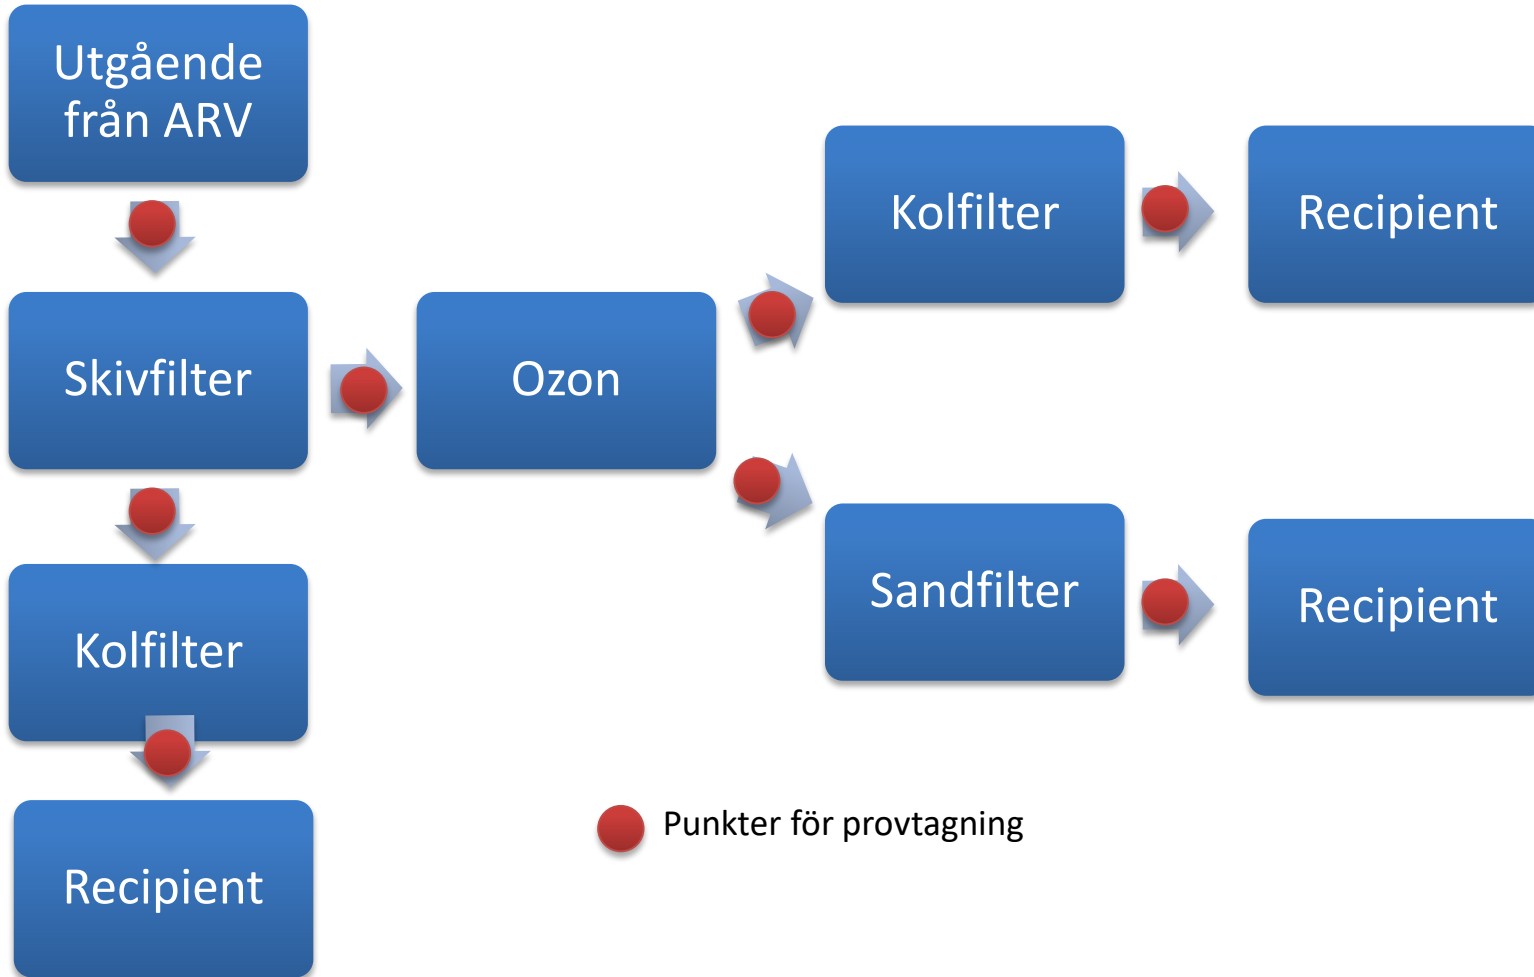 Utgående
från ARV
Kolfilter
Recipient
Skivfilter
Ozon
Sandfilter
Recipient
Kolfilter
Punkter för provtagning
Recipient